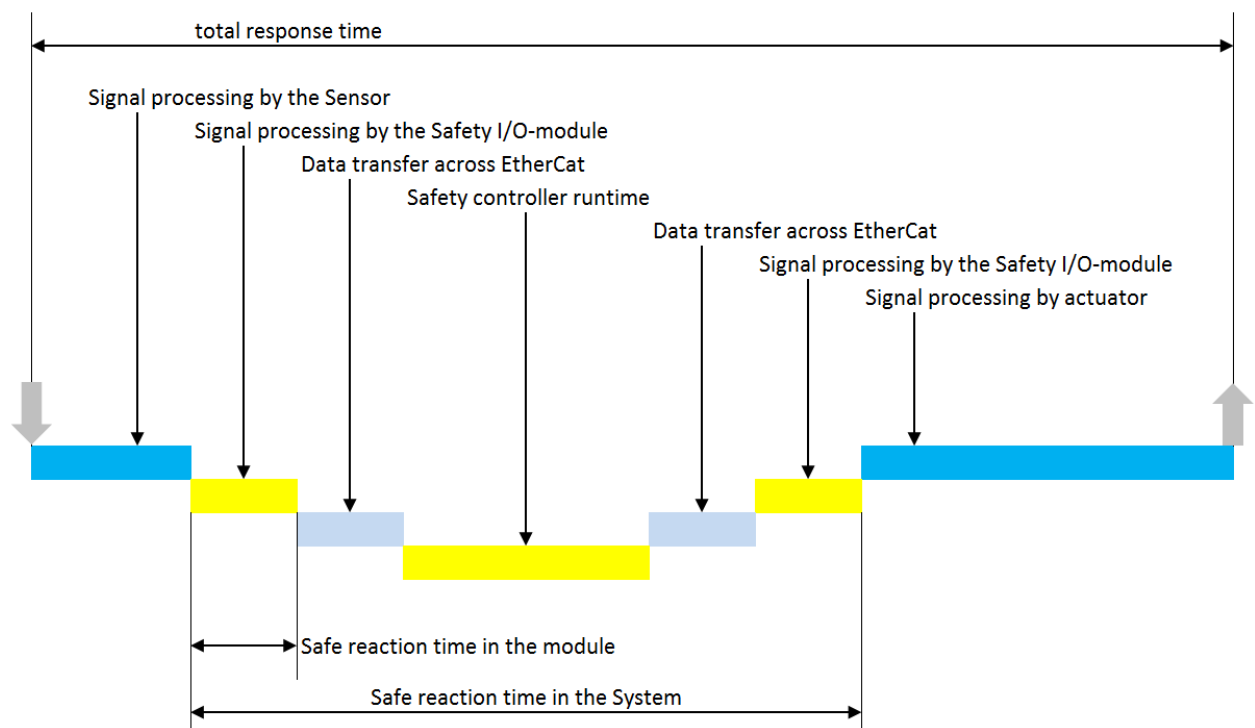 total response time
Signal processing by the Sensor
Signal processing by the Safety I/O-module
Data transfer across EtherCat
Safety controller runtime
Data transfer across EtherCat
Signal processing by the Safety I/O-module
Signal processing by actuator
Safe reaction time in the module
Safe reaction time in the System